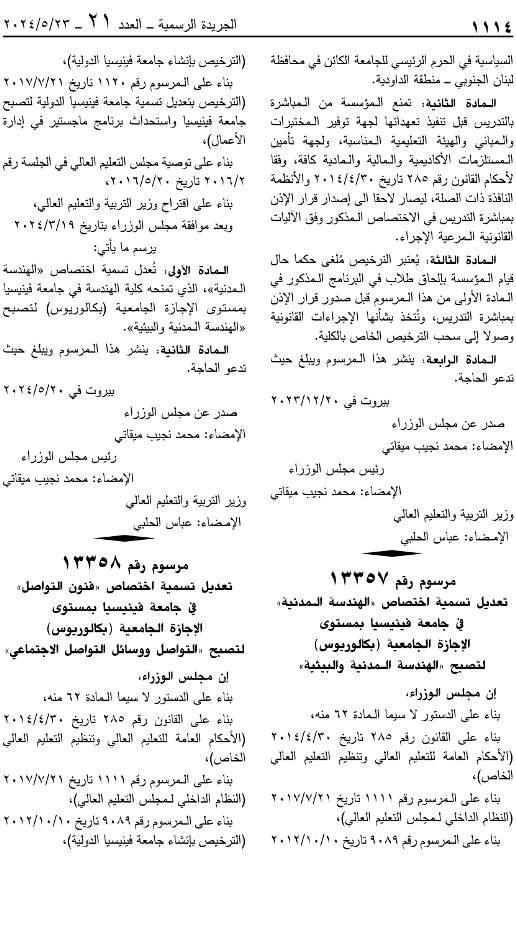 ١١١٤
الجريدة الرسمية – العدد ٢١ – ٢٠٢٤/٥/٢٣
السياسية في الحرم الرئيسي للجامعة الكائن في محافظة
لبنان الجنوبي – منطقة الداودية.
المادة الثانية: تمنع المؤسسة من المباشرة
بالتدريس قبل تنفيذ تعهداتها لجهة توفير المختبرات
والمباني والهيئة التعليمية المناسبة، ولجهة تأمين
المستلزمات الأكاديمية والمالية والمادية كافة، وفقا
لأحكام القانون رقم ٢٨٥ تاريخ ٢٠١٤/٤/٣٠ والأنظمة
النافذة ذات الصلة، ليصار لاحقا الى إصدار قرار الإذن
بمباشرة التدريس في الاختصاص المذكور وفق الآليات
القانونية المرعية الإجراء.
المادة الثالثة: يُعتبر الترخيص مُلغى حكما حال
قيام المؤسسة بإلحاق طلاب في البرنامج المذكور في
المادة الأولى من هذا المرسوم قبل صدور قرار الإذن
بمباشرة التدريس، وتُتخذ بشأنها الإجراءات القانونية
وصولا إلى سحب الترخيص الخاص بالكلية.
المادة الرابعة: ينشر هذا المرسوم ويبلغ حيث
تدعو الحاجة.
بيروت في ٢٠٢٣/١٢/٢٠
صدر عن مجلس الوزراء
الإمضاء: محمد نجيب ميقاتي
رئيس مجلس الوزراء
الإمضاء: محمد نجيب ميقاتي
وزير التربية والتعليم العالي
الإمضاء: عباس الحلبي
مرسوم رقم ١٣٣٥٧
تعديل تسمية اختصاص «الهندسة المدنية»
في جامعة فينيسيا بمستوى
الإجازة الجامعية (بكالوريوس)
لتصبح «الهندسة المدنية والبيئية»
إن مجلس الوزراء،
بناء على الدستور لا سيما المادة ٦٢ منه،
بناء على القانون رقم ٢٨٥ تاريخ ٢٠١٤/٤/٣٠
(الأحكام العامة للتعليم العالي وتنظيم التعليم العالي
الخاص)،
بناء على المرسوم رقم ١١١١ تاريخ ٢٠١٧/٧/٢١
(النظام الداخلي لمجلس التعليم العالي)،
بناء على المرسوم رقم ٩٠٨٩ تاريخ ٢٠١٢/١٠/١٠
(الترخيص بإنشاء جامعة فينيسيا الدولية)،
بناء على المرسوم رقم ١١٢٠ تاريخ ٢٠١٧/٧/٢١
(الترخيص بتعديل تسمية جامعة فينيسيا الدولية لتصبح
جامعة فينيسيا واستحداث برنامج ماجستير في إدارة
الأعمال)،
بناء على توصية مجلس التعليم العالي في الجلسة رقم
٢٠١٦/٢ تاريخ ٢٠١٦/٥/٢٠،
بناء على اقتراح وزير التربية والتعليم العالي،
وبعد موافقة مجلس الوزراء بتاريخ ٢٠٢٤/٣/١٩
يرسم ما يأتي:
المادة الأولى: تُعدل تسمية اختصاص «الهندسة
المدنية»، الذي تمنحه كلية الهندسة في جامعة فينيسيا
بمستوى الإجازة الجامعية (بكالوريوس) لتصبح
«الهندسة المدنية والبيئية».
المادة الثانية: ينشر هذا المرسوم ويبلغ حيث
تدعو الحاجة.
بيروت في ٢٠٢٤/٥/٢٠
صدر عن مجلس الوزراء
الإمضاء: محمد نجيب ميقاتي
رئيس مجلس الوزراء
الإمضاء: محمد نجيب ميقاتي
وزير التربية والتعليم العالي
الإمضاء: عباس الحلبي
مرسوم رقم ١٣٣٥٨
تعديل تسمية اختصاص «فنون التواصل»
في جامعة فينيسيا بمستوى
الإجازة الجامعية (بكالوريوس)
لتصبح «التواصل ووسائل التواصل الاجتماعي»
إن مجلس الوزراء،
بناء على الدستور لا سيما المادة ٦٢ منه،
بناء على القانون رقم ٢٨٥ تاريخ ٢٠١٤/٤/٣٠
(الأحكام العامة للتعليم العالي وتنظيم التعليم العالي
الخاص)،
بناء على المرسوم رقم ١١١١ تاريخ ٢٠١٧/٧/٢١
(النظام الداخلي لمجلس التعليم العالي)،
بناء على المرسوم رقم ٩٠٨٩ تاريخ ٢٠١٢/١٠/١٠
(الترخيص بإنشاء جامعة فينيسيا الدولية)،